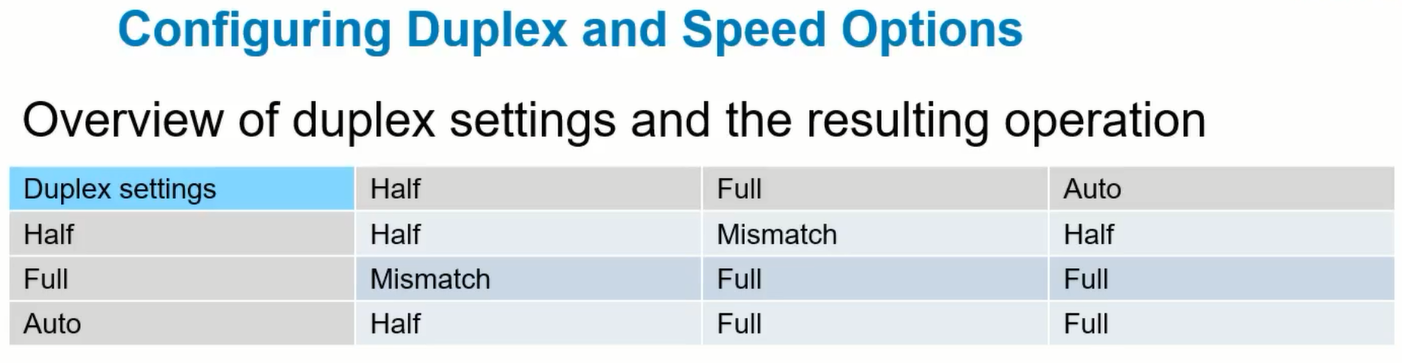 Configuring Duplex and Speed Options
Overview of duplex settings and the resulting operation
Duplex settings Half Full Auto
Half Half Mismatch Half
Full Mismatch Full Full
Auto Half Full Full